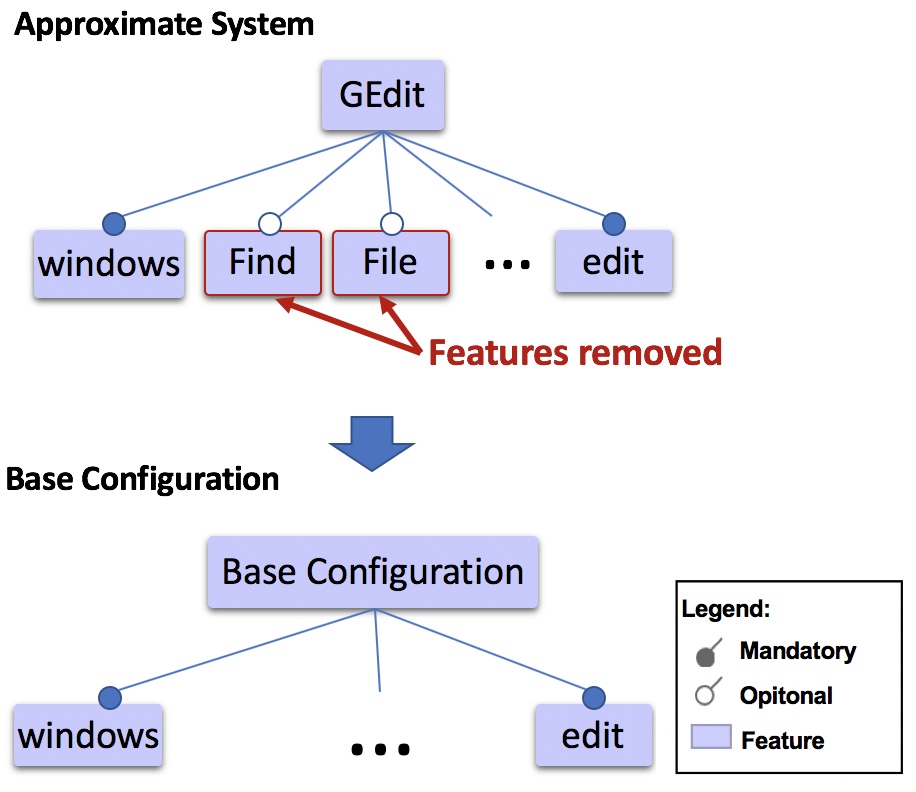 Approximate System
GEdit
windows Find File ... edit
Features removed
Base Configuration
Base Configuration
windows ... edit
Legend:
Mandatory
Opitonal
Feature